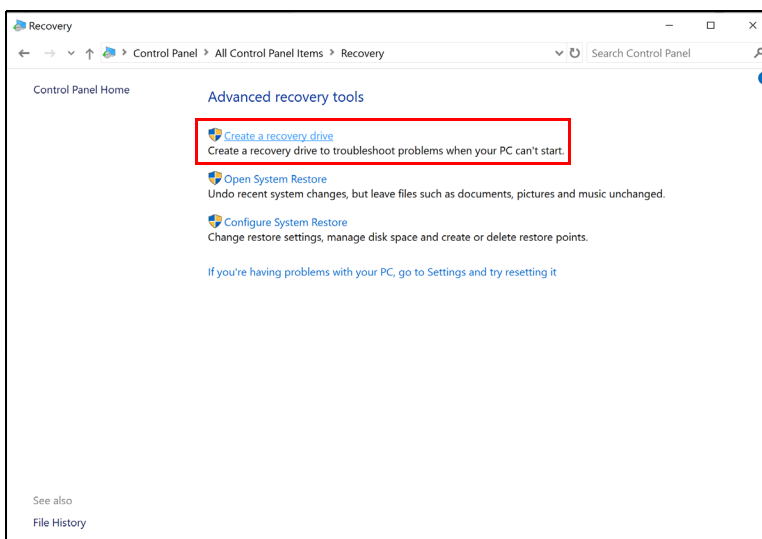 Recovery
Control Panel > All Control Panel Items > Recovery
Search Control Panel
Control Panel Home
Advanced recovery tools
Create a recovery drive
Create a recovery drive to troubleshoot problems when your PC can't start.
Open System Restore
Undo recent system changes, but leave files such as documents, pictures and music unchanged.
Configure System Restore
Change restore settings, manage disk space and create or delete restore points.
If you're having problems with your PC, go to Settings and try resetting it
See also
File History